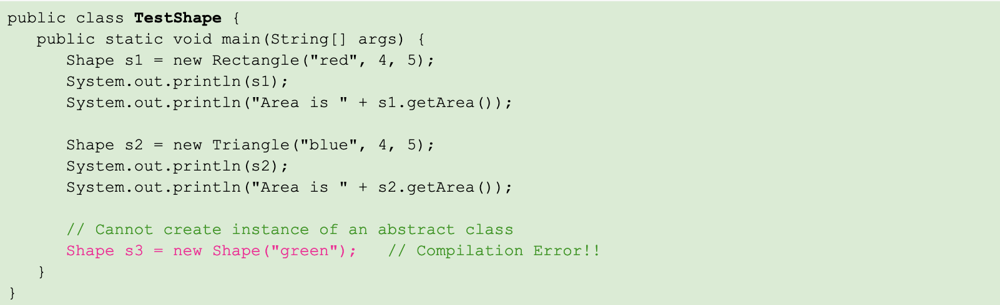 public class TestShape {
   public static void main(String[] args) {
      Shape s1 = new Rectangle("red", 4, 5);
      System.out.println(s1);
      System.out.println("Area is " + s1.getArea());

      Shape s2 = new Triangle("blue", 4, 5);
      System.out.println(s2);
      System.out.println("Area is " + s2.getArea());

      // Cannot create instance of an abstract class
      Shape s3 = new Shape("green");   // Compilation Error!!
   }
}